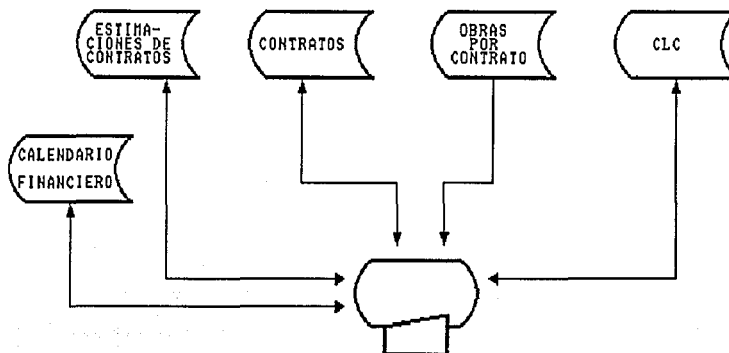 ESTIMA-
CIONES DE
CONTRATOS
CONTRATOS
OBRAS
POR
CONTRATO
CLC
CALENDARIO
FINANCIERO